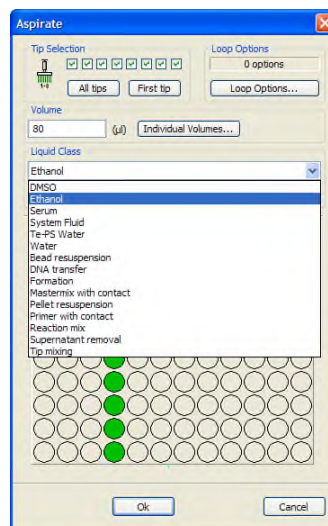 Aspirate
Tip Selection
Loop Options
1-8
0 options
All tips
First tip
Loop Options...
Volume
80
(µl)
Individual Volumes...
Liquid Class
Ethanol
DMSO
Ethanol
Serum
System Fluid
Te-PS Water
Water
Bead resuspension
DNA transfer
Formation
Mastermix with contact
Pellet resuspension
Primer with contact
Reaction mix
Supernatant removal
Tip mixing
Ok
Cancel